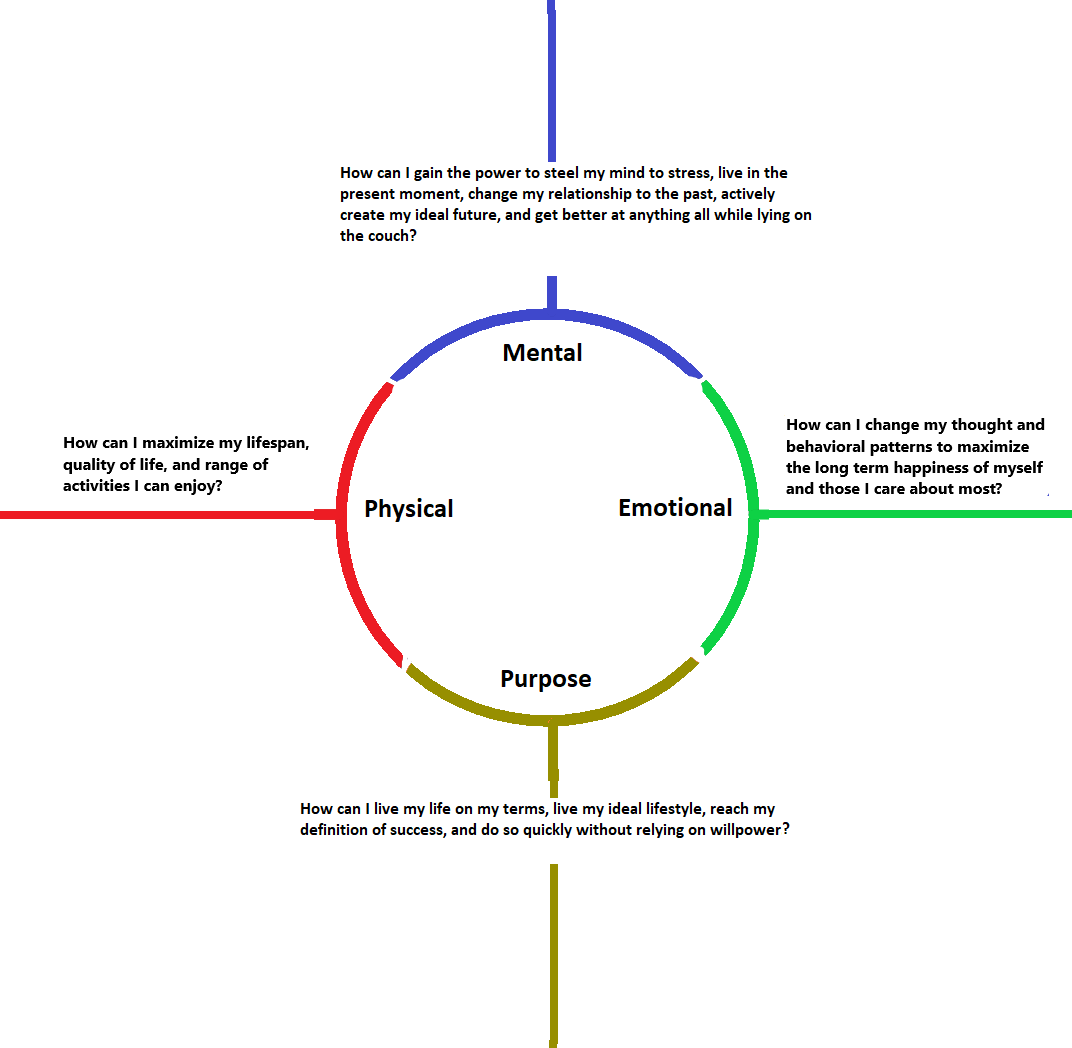 How can I gain the power to steel my mind to stress, live in the
present moment, change my relationship to the past, actively
create my ideal future, and get better at anything all while lying on
the couch?
Mental
How can I maximize my lifespan,
quality of life, and range of
activities I can enjoy?
Physical
Emotional
How can I change my thought and
behavioral patterns to maximize
the long term happiness of myself
and those I care about most?
Purpose
How can I live my life on my terms, live my ideal lifestyle, reach my
definition of success, and do so quickly without relying on willpower?